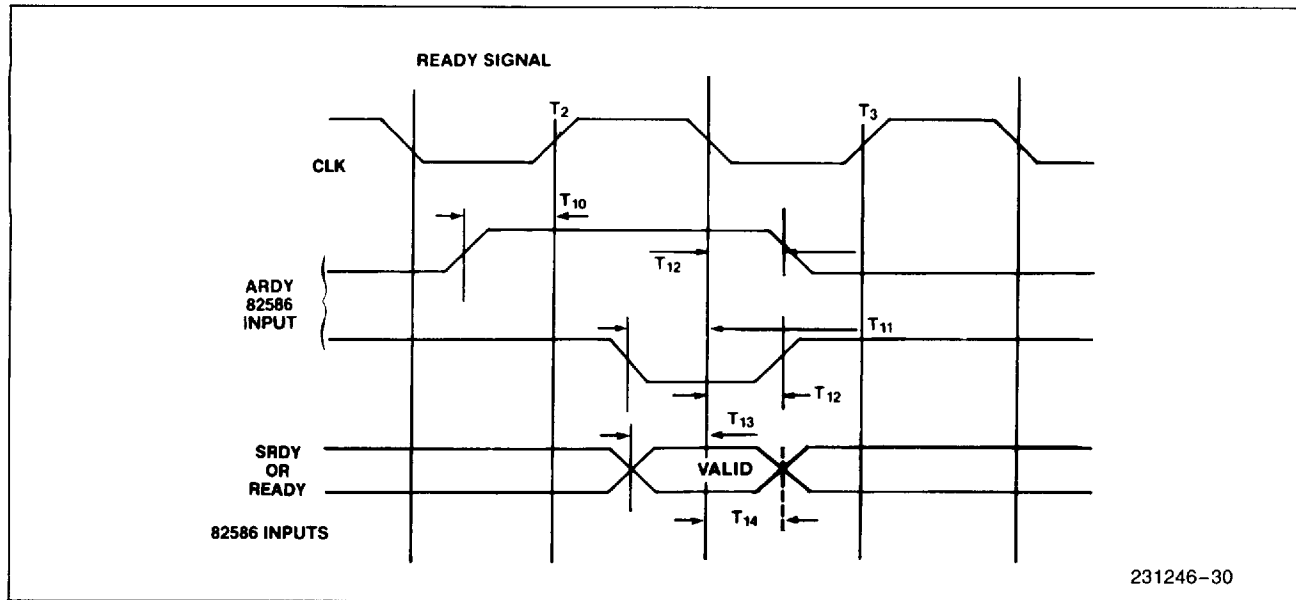 READY SIGNAL
T2
T3
CLK
T10
T12
ARDY
82586
INPUT
T11
T12
T13
SRDY
OR
READY
VALID
T14
82586 INPUTS
231246-30